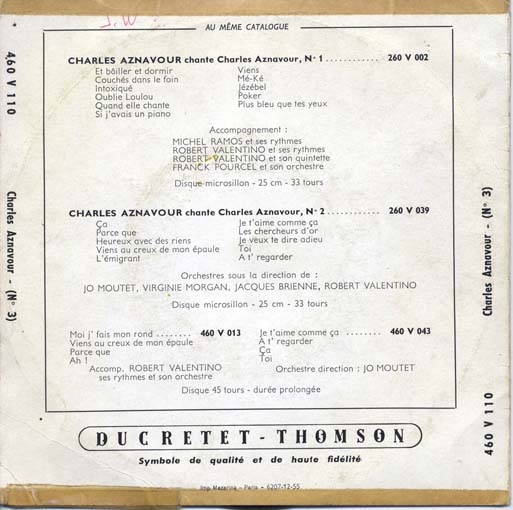 AU MÊME CATALOGUE
CHARLES AZNAVOUR chante Charles Aznavour, N° 1 ............ 260 V 002
Et bâiller et dormir
Couchés dans le foin
Intoxiqué
Oublie Loulou
Quand elle chante
Si j'avais un piano
Viens
Mé-Ké
Jézébel
Poker
Plus bleu que tes yeux
Accompagnement :
MICHEL RAMOS et ses rythmes
ROBERT VALENTINO et ses rythmes
ROBERT VALENTINO et son quintette
FRANCK POURCEL et son orchestre
Disque microsillon - 25 cm - 33 tours
CHARLES AZNAVOUR chante Charles Aznavour, N° 2 ............ 260 V 039
Ça
Parce que
Heureux avec des riens
Viens au creux de mon épaule
L'émigrant
Je t'aime comme ça
Les chercheurs d'or
Je veux te dire adieu
Toi
A t' regarder
Orchestres sous la direction de :
JO MOUTET, VIRGINIE MORGAN, JACQUES BRIENNE, ROBERT VALENTINO
Disque microsillon - 25 cm - 33 tours
Moi j' fais mon rond ........ 460 V 013
Viens au creux de mon épaule
Parce que
Ah !
Accomp. ROBERT VALENTINO
ses rythmes et son orchestre
Je t'aime comme ça ........ 460 V 043
A t' regarder
Ça
Toi
Orchestre direction : JO MOUTET
Disque 45 tours - durée prolongée
DUCRETET - THOMSON
Symbole de qualité et de haute fidélité
Imp. Mazarine - Paris - 6207-12-55
460 V 110
Charles Aznavour - (N° 3)
Charles Aznavour - (N° 3)
460 V 110